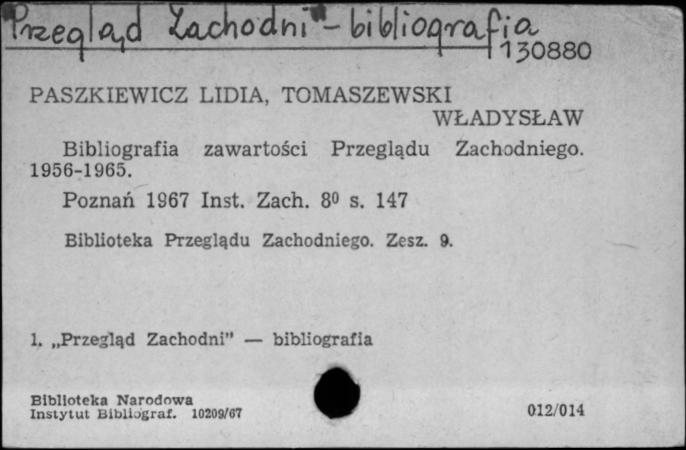 "Przegląd Zachodni" - bibliografia
130880
PASZKIEWICZ LIDIA, TOMASZEWSKI
WŁADYSŁAW
Bibliografia zawartości Przeglądu Zachodniego.
1956-1965.
Poznań 1967 Inst. Zach. 8⁰ s. 147
Biblioteka Przeglądu Zachodniego. Zesz. 9.
1. „Przegląd Zachodni” — bibliografia
Biblioteka Narodowa
Instytut Bibliograf. 10209/67
012/014